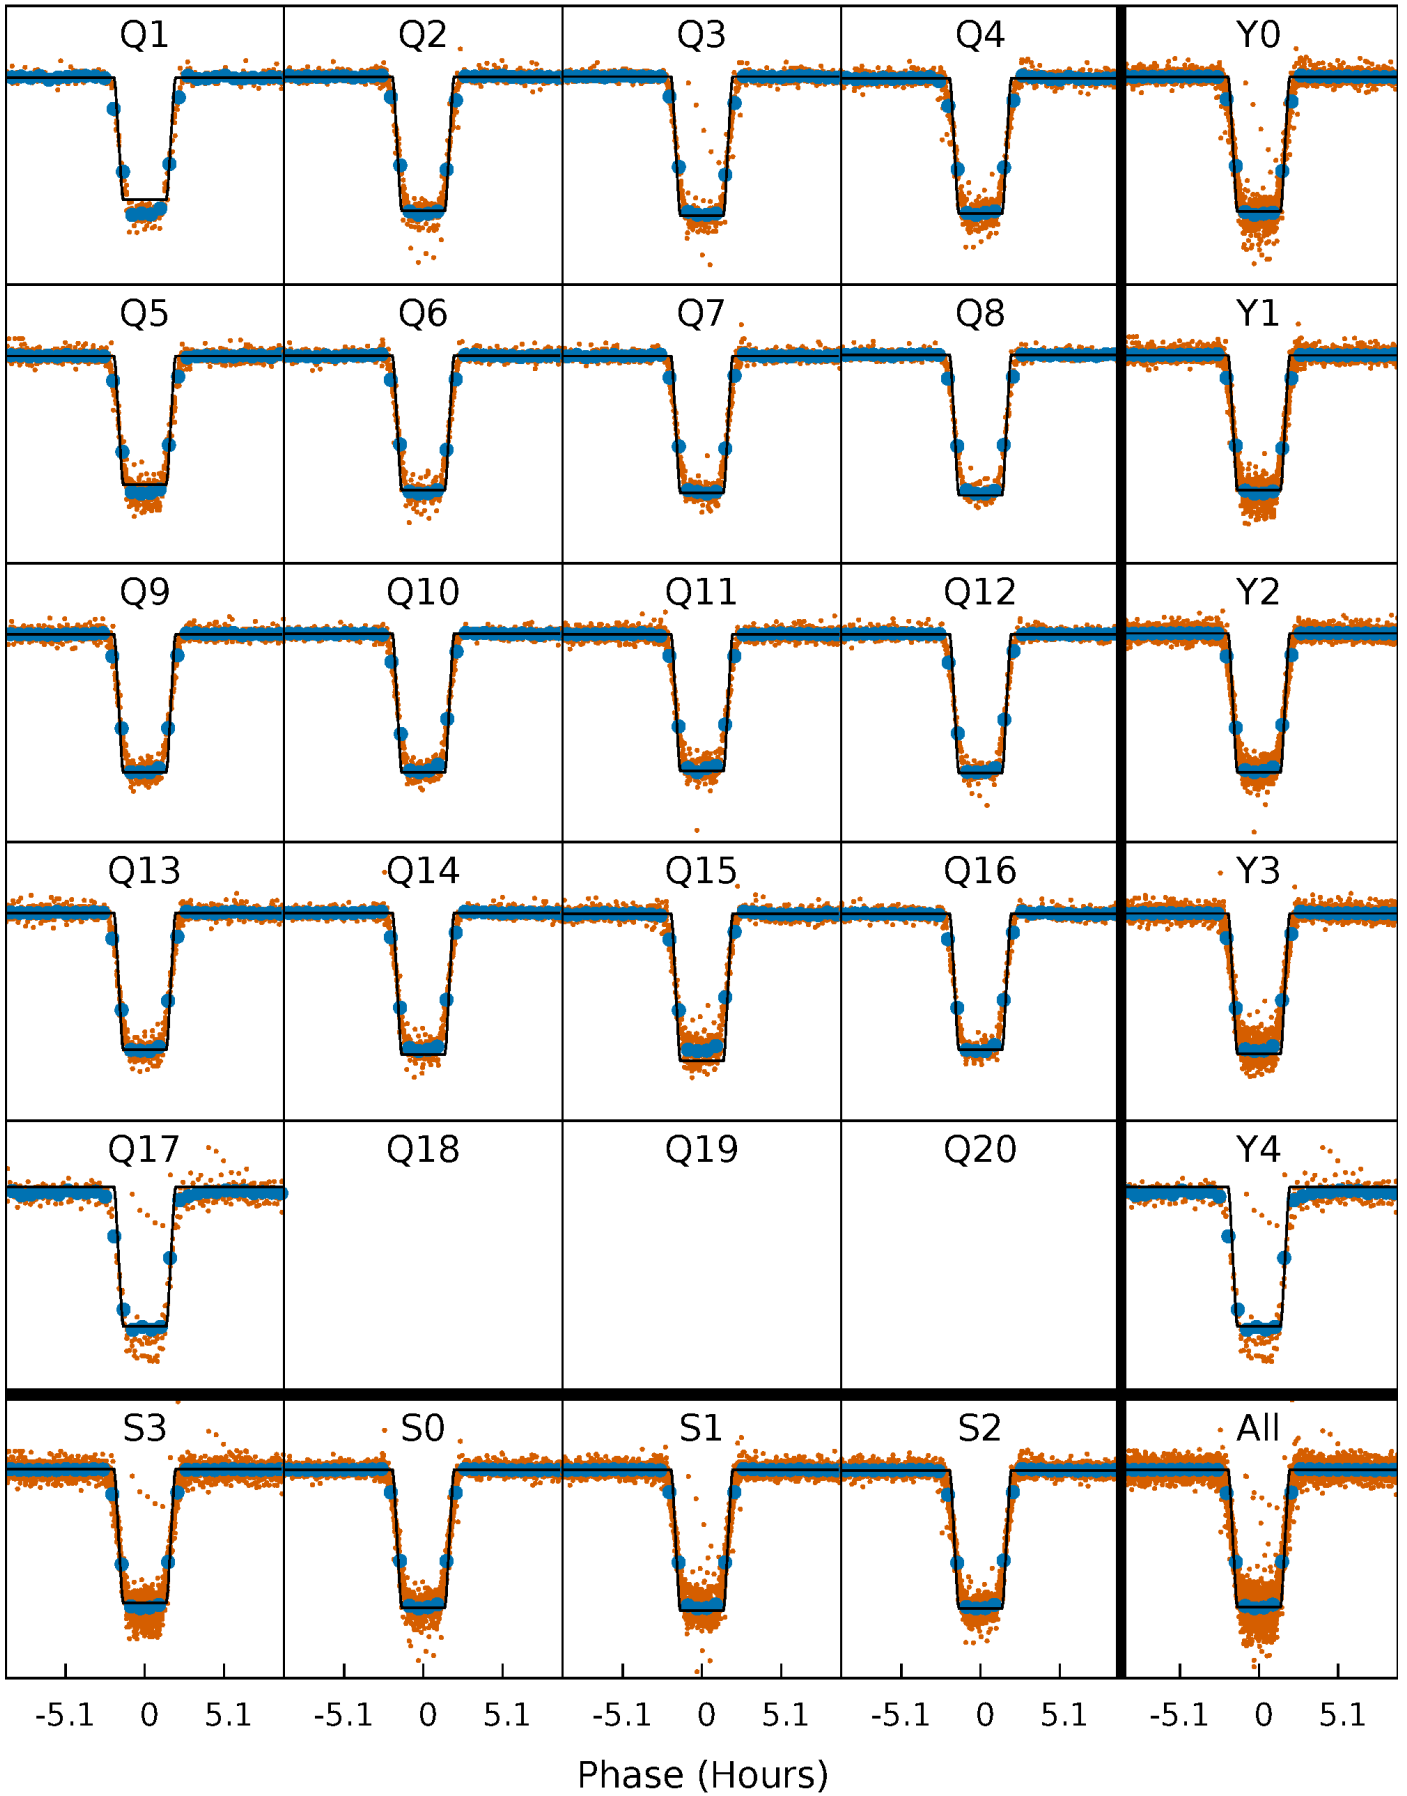 Q1 Q2 Q3 Q4 Y0
Q5 Q6 Q7 Q8 Y1
Q9 Q10 Q11 Q12 Y2
Q13 Q14 Q15 Q16 Y3
Q17 Q18 Q19 Q20 Y4
S3 S0 S1 S2 All
-5.1 0 5.1 -5.1 0 5.1 -5.1 0 5.1 -5.1 0 5.1 -5.1 0 5.1
Phase (Hours)